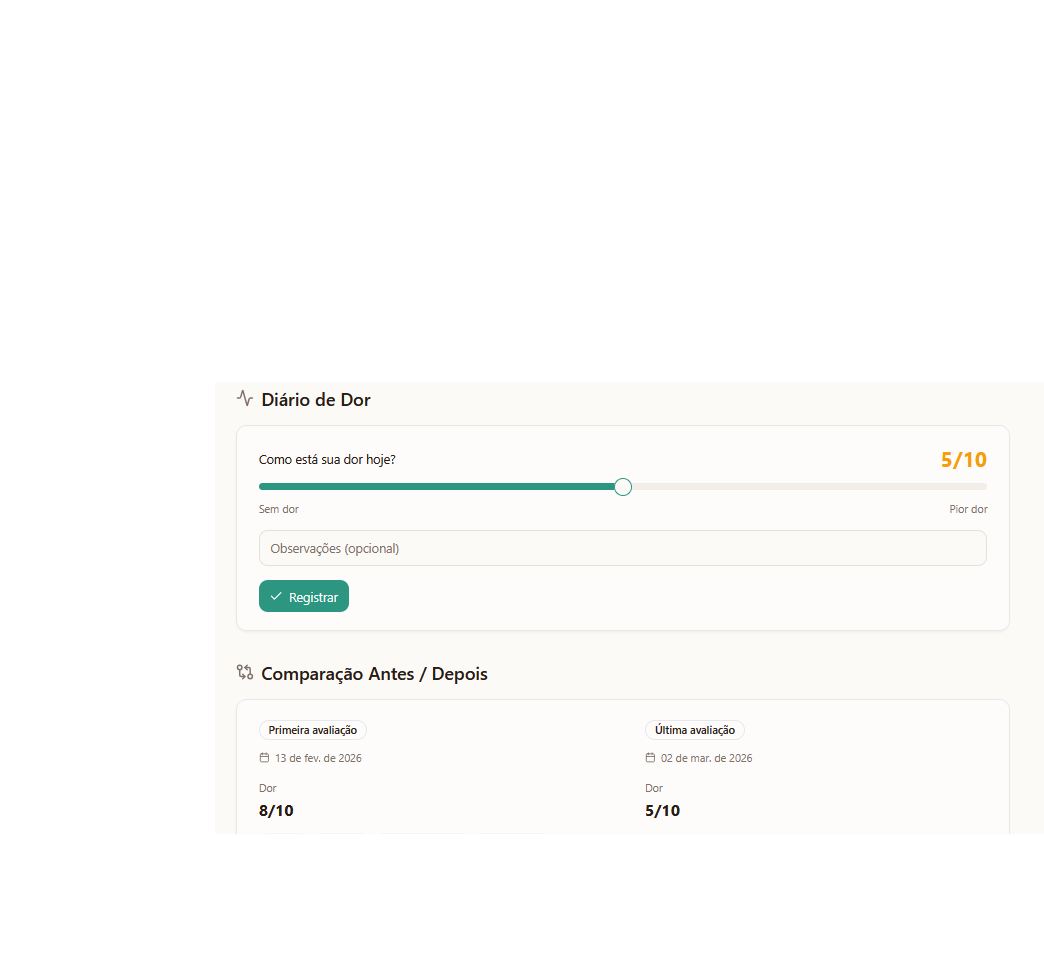 Diário de Dor
Como está sua dor hoje?
5/10
Sem dor
Pior dor
Observações (opcional)
Registrar
Comparação Antes / Depois
Primeira avaliação
13 de fev. de 2026
Dor
8/10
Última avaliação
02 de mar. de 2026
Dor
5/10